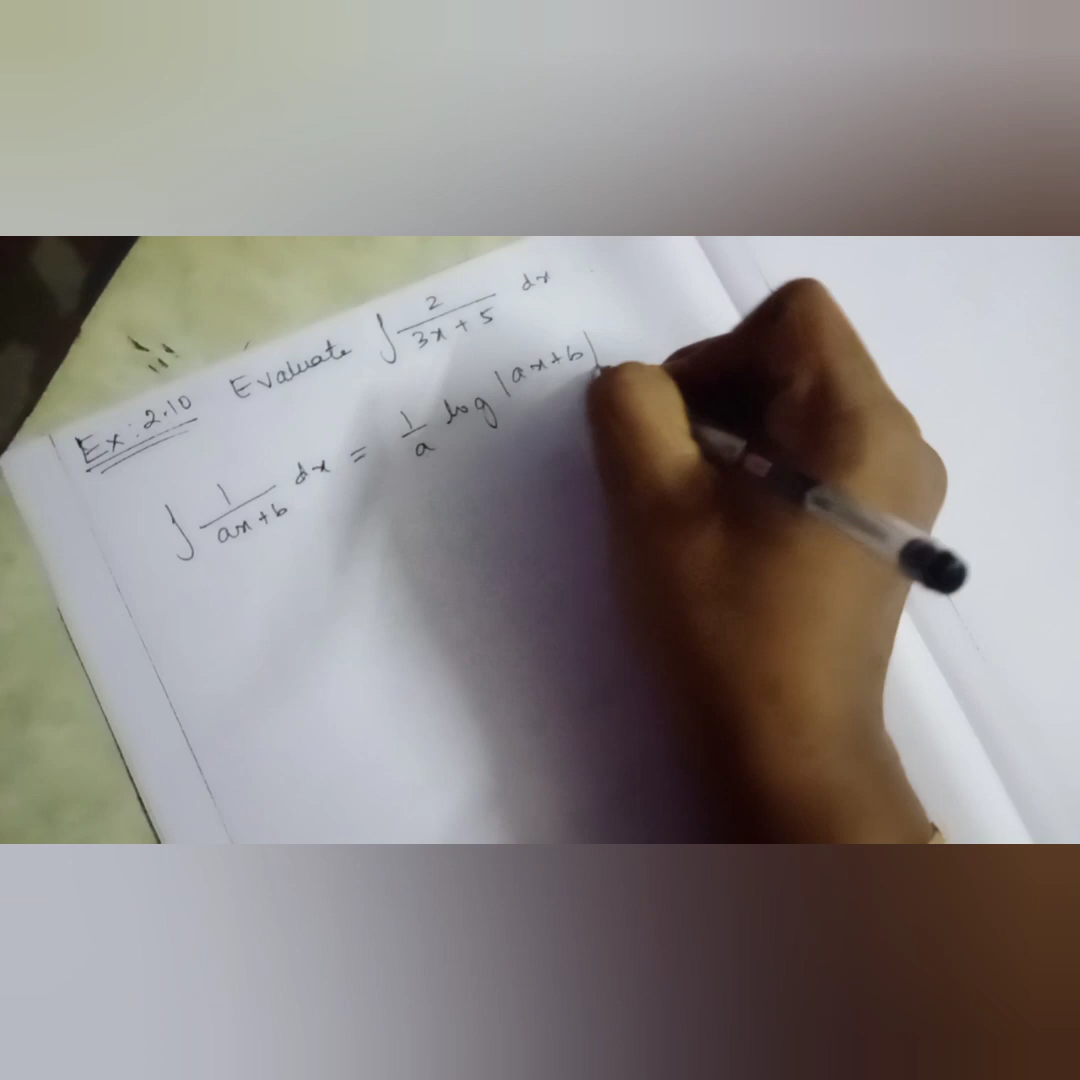 Ex: 2.10 Evaluate ∫ 2/(3x + 5) dx
∫ 1/(ax+b) dx = 1/a log |ax+b|